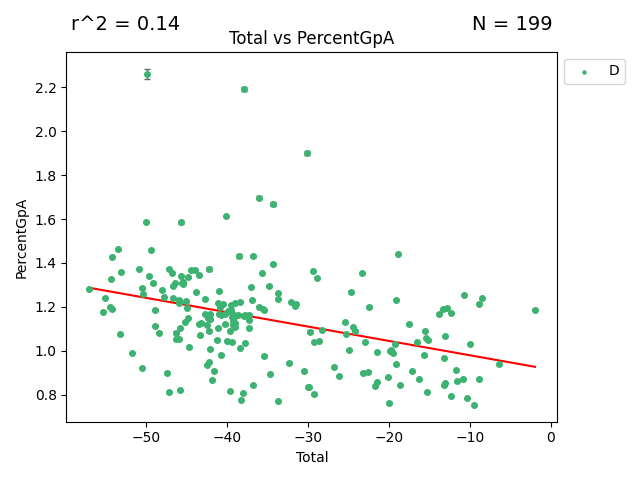 r^2 = 0.14
N = 199
Total vs PercentGpA
D
PercentGpA
2.2
2.0
1.8
1.6
1.4
1.2
1.0
0.8
−50
−40
−30
−20
−10
0
Total